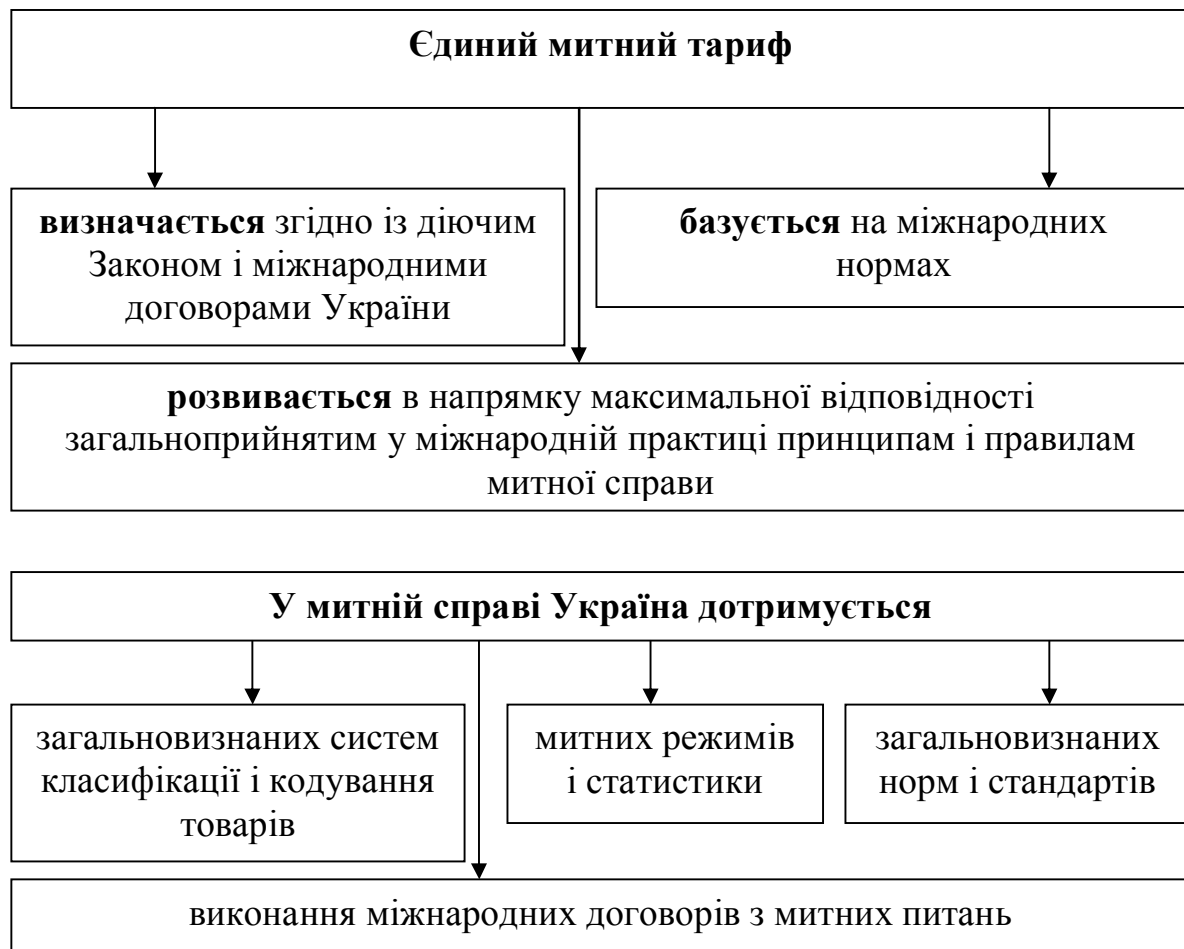 Єдиний митний тариф
визначається згідно із діючим
Законом і міжнародними
договорами України
базується на міжнародних
нормах
розвивається в напрямку максимальної відповідності
загальноприйнятим у міжнародній практиці принципам і правилам
митної справи
У митній справі Україна дотримується
загальновизнаних систем
класифікації і кодування
товарів
митних режимів
і статистики
загальновизнаних
норм і стандартів
виконання міжнародних договорів з митних питань